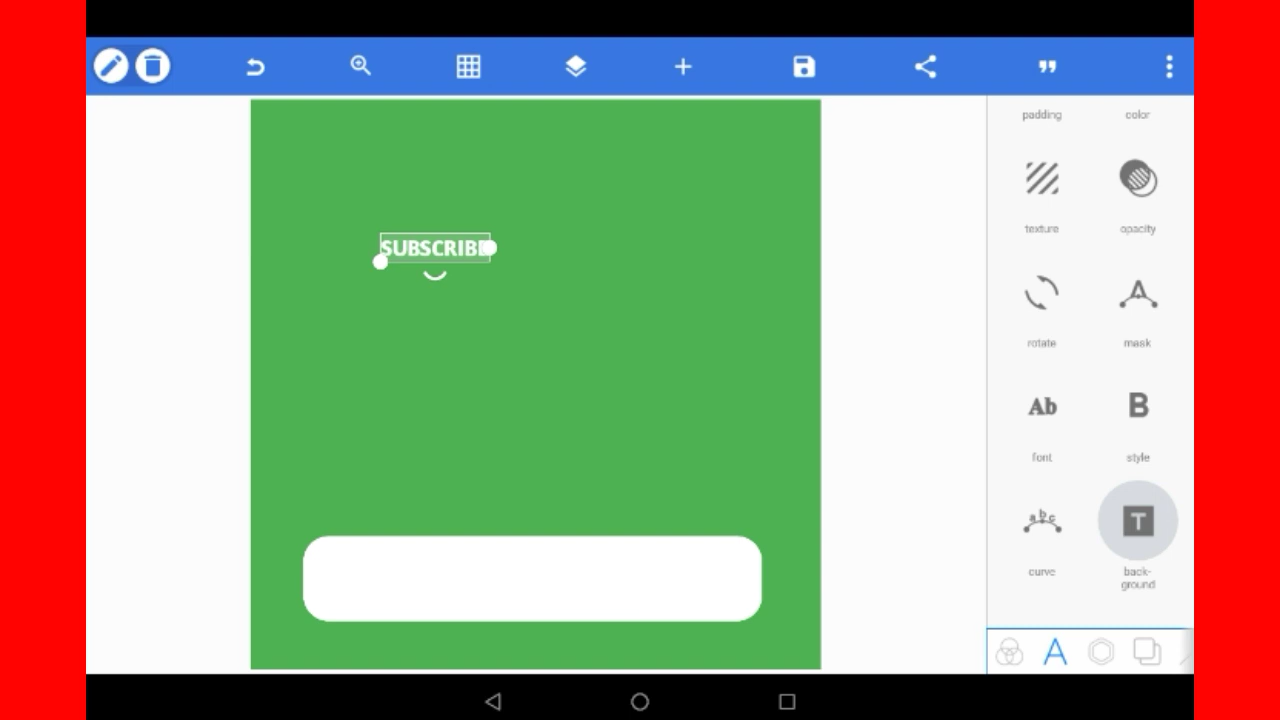 padding color
SUBSCRIBE
texture opacity
rotate mask
Ab B
font style
abc T
curve back-
ground
A